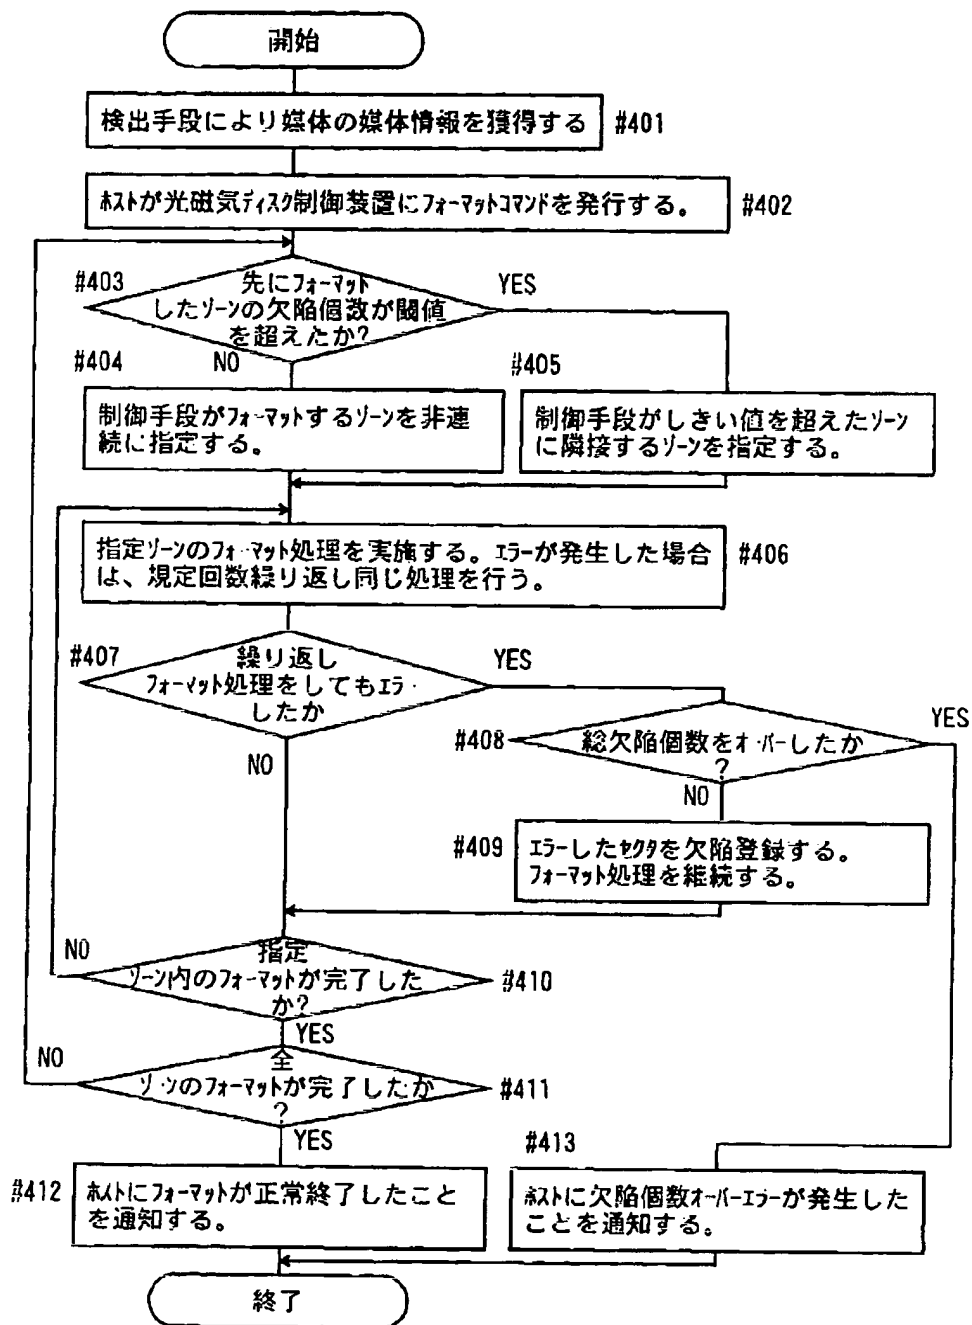 開始
検出手段により媒体の媒体情報を獲得する
#401
ホストが光磁気ディスク制御装置にフォーマットコマンドを発行する。
#402
#403
先にフォーマット
したゾーンの欠陥個数が閾値
を超えたか?
YES
NO
#404
制御手段がフォーマットするゾーンを非連
続に指定する。
#405
制御手段がしきい値を超えたゾーン
に隣接するゾーンを指定する。
指定ゾーンのフォーマット処理を実施する。エラーが発生した場合
は、規定回数繰り返し同じ処理を行う。
#406
#407
繰り返し
フォーマット処理をしてもエラー
したか
YES
NO
#408
総欠陥個数をオーバーしたか
?
YES
NO
#409
エラーしたセクタを欠陥登録する。
フォーマット処理を継続する。
NO
指定
ゾーン内のフォーマットが完了した
か?
#410
YES
NO
全
ゾーンのフォーマットが完了したか
?
#411
YES
#412
ホストにフォーマットが正常終了したこと
を通知する。
#413
ホストに欠陥個数オーバーエラーが発生した
ことを通知する。
終了